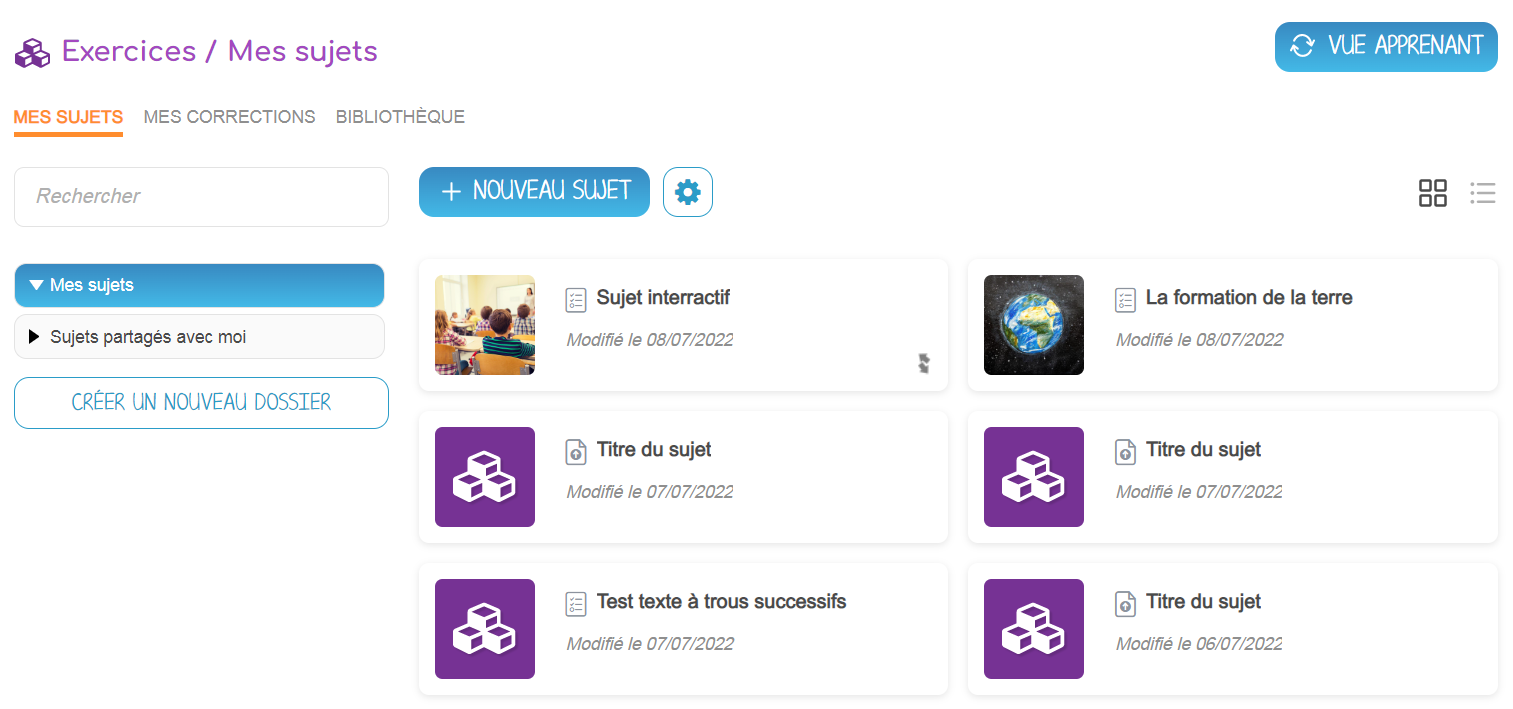 Exercices / Mes sujets
VUE APPRENANT
MES SUJETS MES CORRECTIONS BIBLIOTHÈQUE
Rechercher
NOUVEAU SUJET
Mes sujets
Sujets partagés avec moi
CRÉER UN NOUVEAU DOSSIER
Sujet interractif
Modifié le 08/07/2022
La formation de la terre
Modifié le 08/07/2022
Titre du sujet
Modifié le 07/07/2022
Titre du sujet
Modifié le 07/07/2022
Test texte à trous successifs
Modifié le 07/07/2022
Titre du sujet
Modifié le 06/07/2022